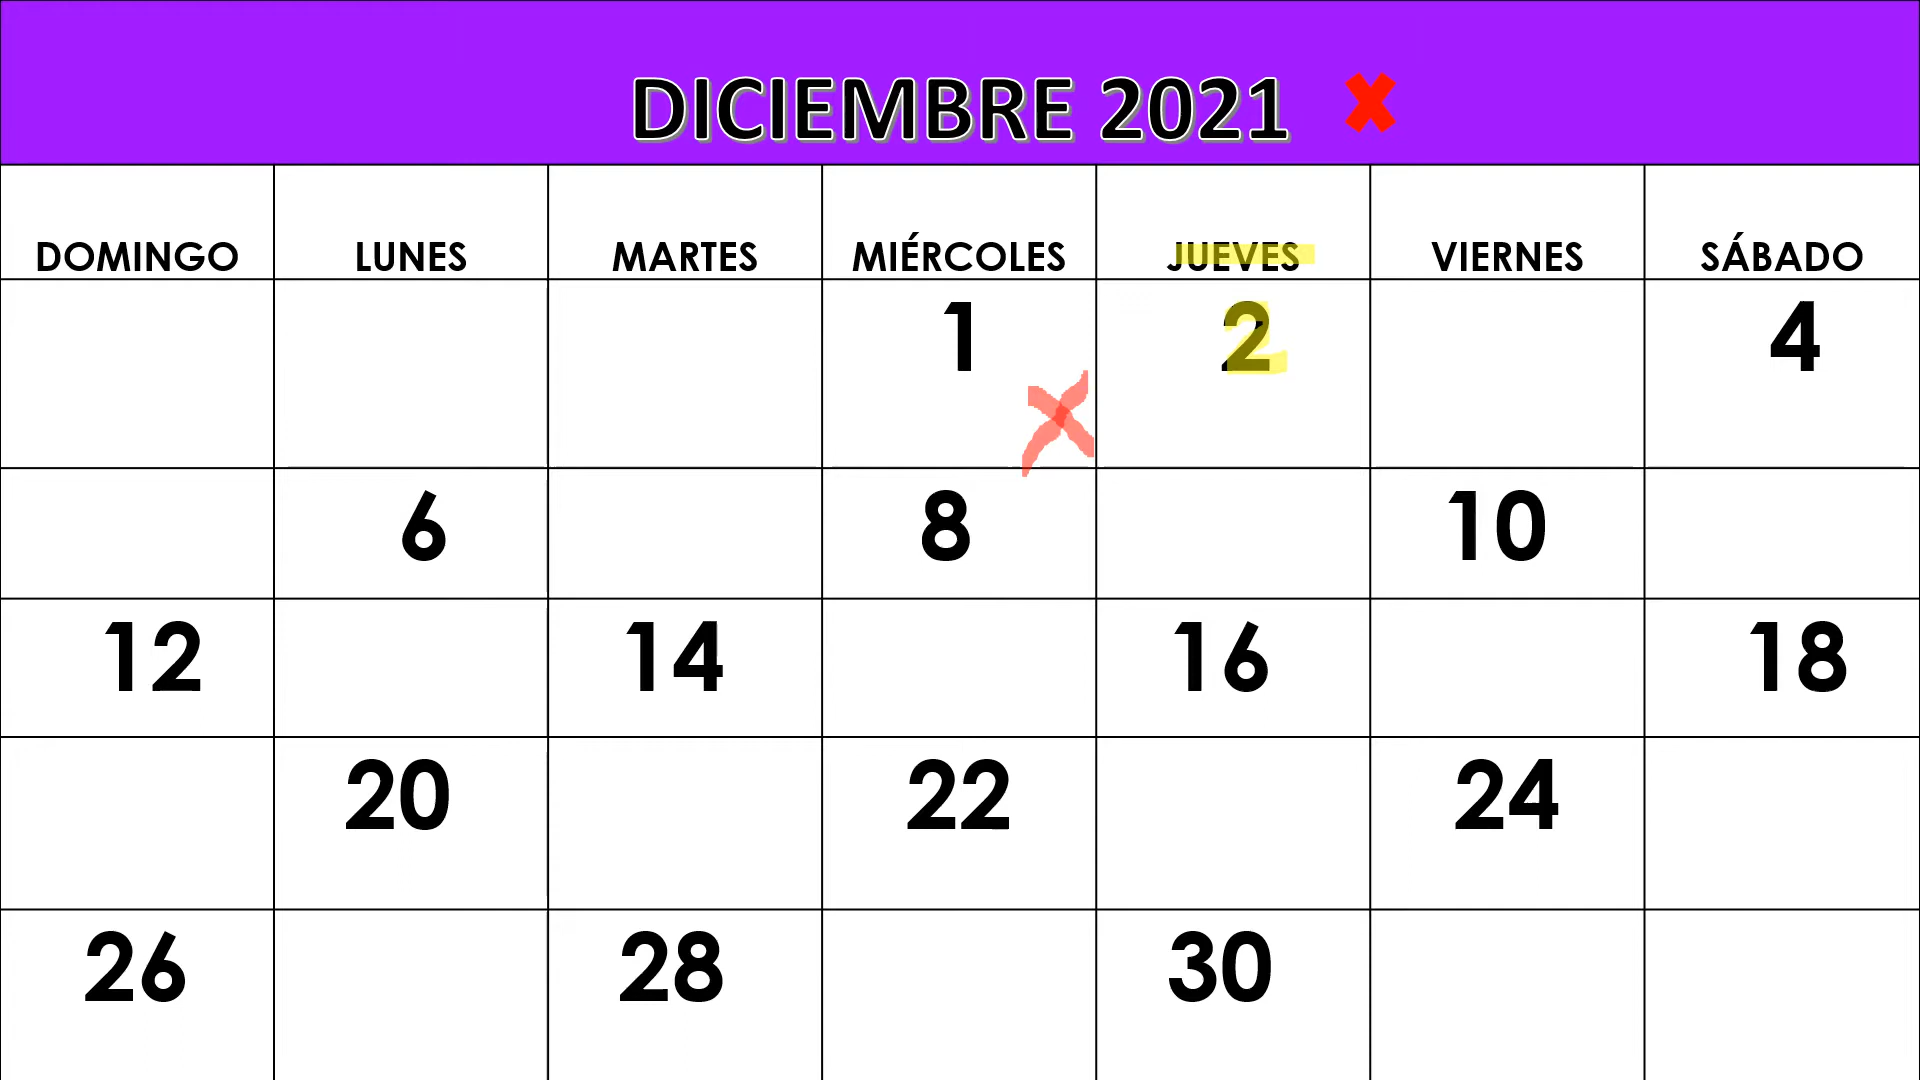 DICIEMBRE 2021
DOMINGO LUNES MARTES MIÉRCOLES JUEVES VIERNES SÁBADO
1 2 4
6 8 10
12 14 16 18
20 22 24
26 28 30